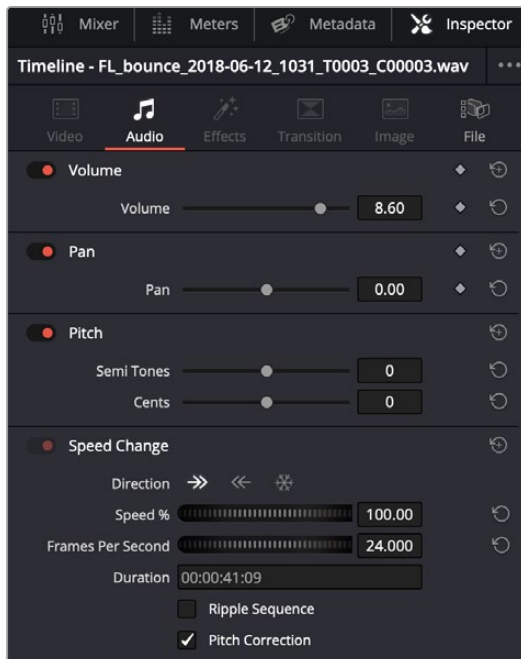 Mixer Meters Metadata Inspector
Timeline - FL_bounce_2018-06-12_1031_T0003_C00003.wav
Video Audio Effects Transition Image File
Volume
Volume 8.60
Pan
Pan 0.00
Pitch
Semi Tones 0
Cents 0
Speed Change
Direction
Speed % 100.00
Frames Per Second 24.000
Duration 00:00:41:09
Ripple Sequence
Pitch Correction